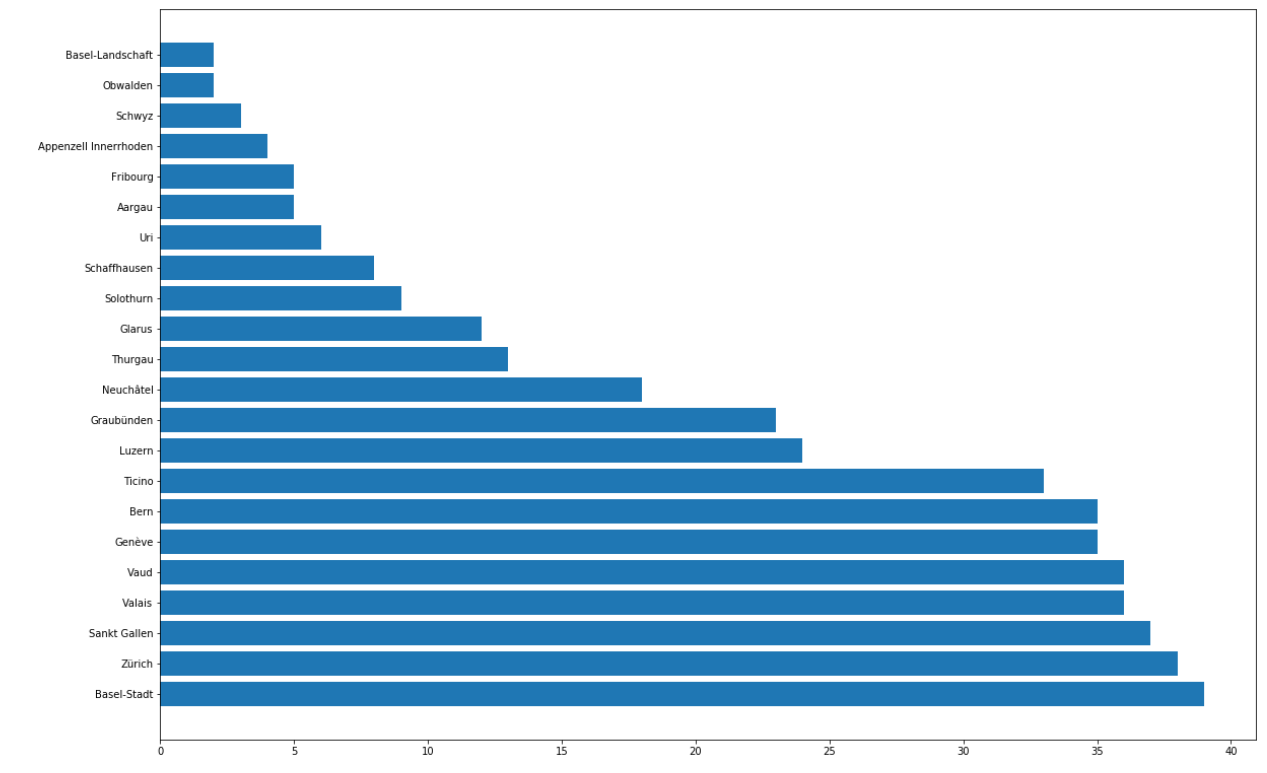 Basel-Landschaft
Obwalden
Schwyz
Appenzell Innerrhoden
Fribourg
Aargau
Uri
Schaffhausen
Solothurn
Glarus
Thurgau
Neuchâtel
Graubünden
Luzern
Ticino
Bern
Genève
Vaud
Valais
Sankt Gallen
Zürich
Basel-Stadt
0 5 10 15 20 25 30 35 40